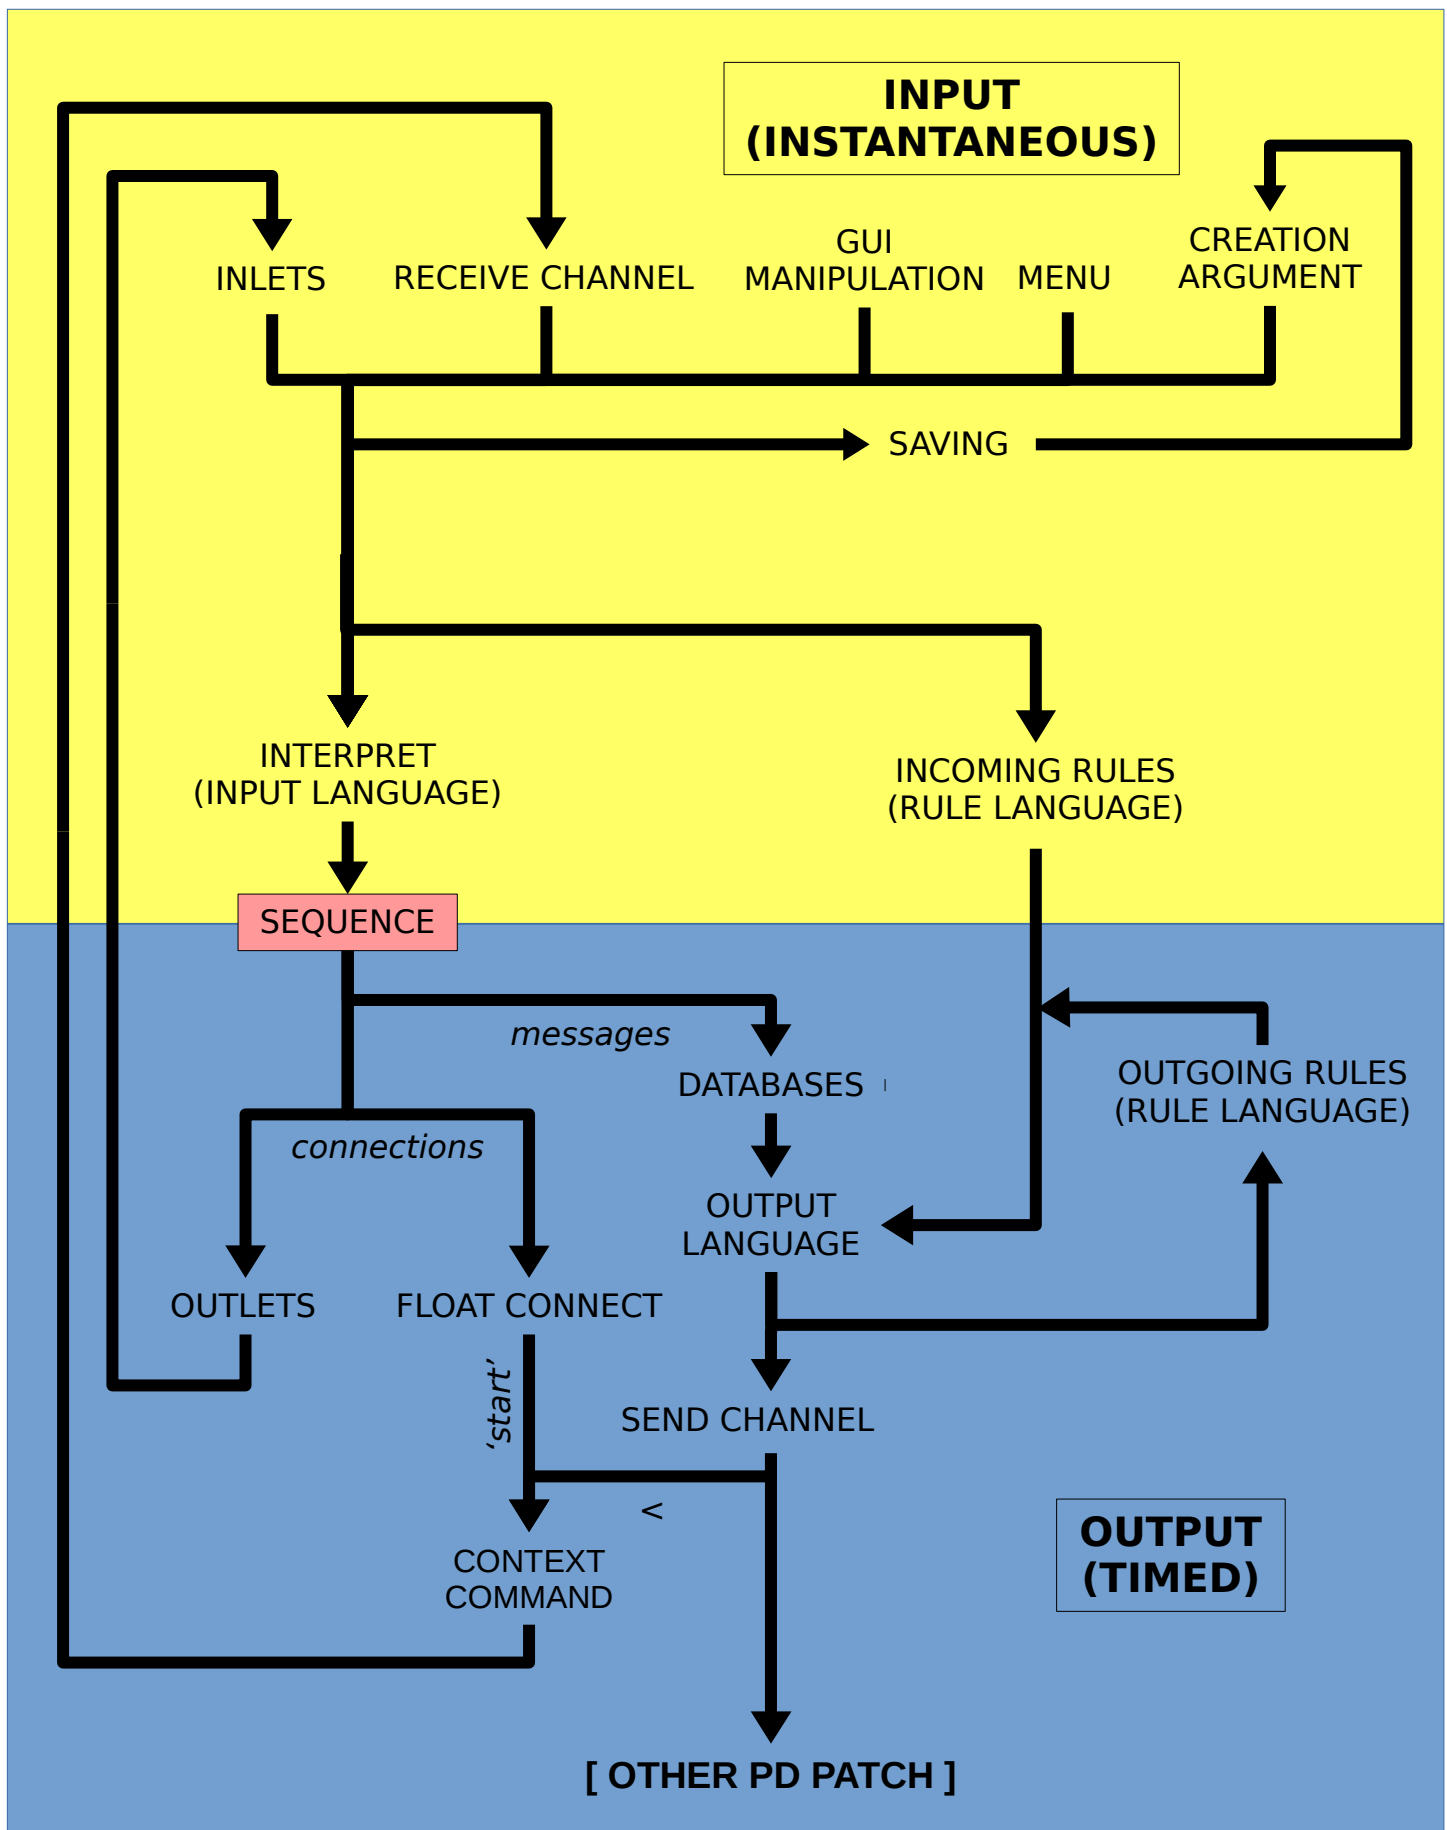 INPUT
(INSTANTANEOUS)
INLETS
RECEIVE CHANNEL
GUI
MANIPULATION
MENU
CREATION
ARGUMENT
SAVING
INTERPRET
(INPUT LANGUAGE)
INCOMING RULES
(RULE LANGUAGE)
SEQUENCE
messages
DATABASES
OUTGOING RULES
(RULE LANGUAGE)
connections
OUTPUT
LANGUAGE
OUTLETS
FLOAT CONNECT
‘start’
SEND CHANNEL
<
CONTEXT
COMMAND
OUTPUT
(TIMED)
[ OTHER PD PATCH ]